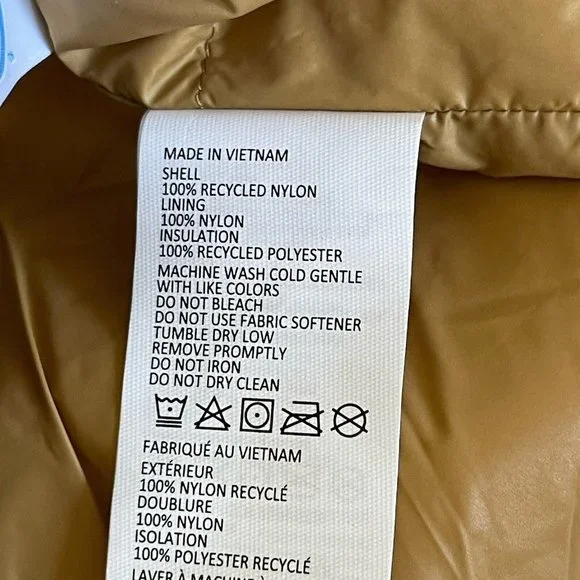 MADE IN VIETNAM
SHELL
100% RECYCLED NYLON
LINING
100% NYLON
INSULATION
100% RECYCLED POLYESTER
MACHINE WASH COLD GENTLE
WITH LIKE COLORS
DO NOT BLEACH
DO NOT USE FABRIC SOFTENER
TUMBLE DRY LOW
REMOVE PROMPTLY
DO NOT IRON
DO NOT DRY CLEAN
FABRIQUÉ AU VIETNAM
EXTÉRIEUR
100% NYLON RECYCLÉ
DOUBLURE
100% NYLON
ISOLATION
100% POLYESTER RECYCLÉ
LAVER À MACHINE À